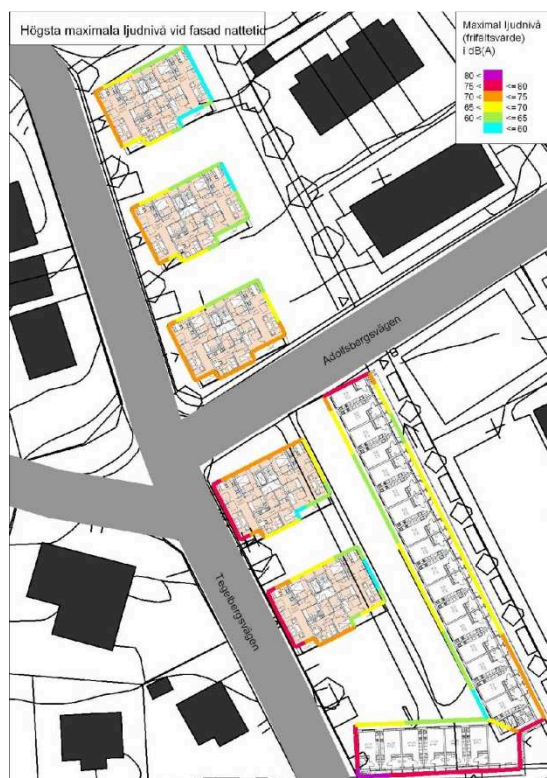 Högsta maximala ljudnivå vid fasad nattetid
Maximal ljudnivå
(frifältsvärde)
i dB(A)
80 <
75 < <= 80
70 < <= 75
65 < <= 70
60 < <= 65
<= 60
Adolfsbergsvägen
Tegelbergsvägen